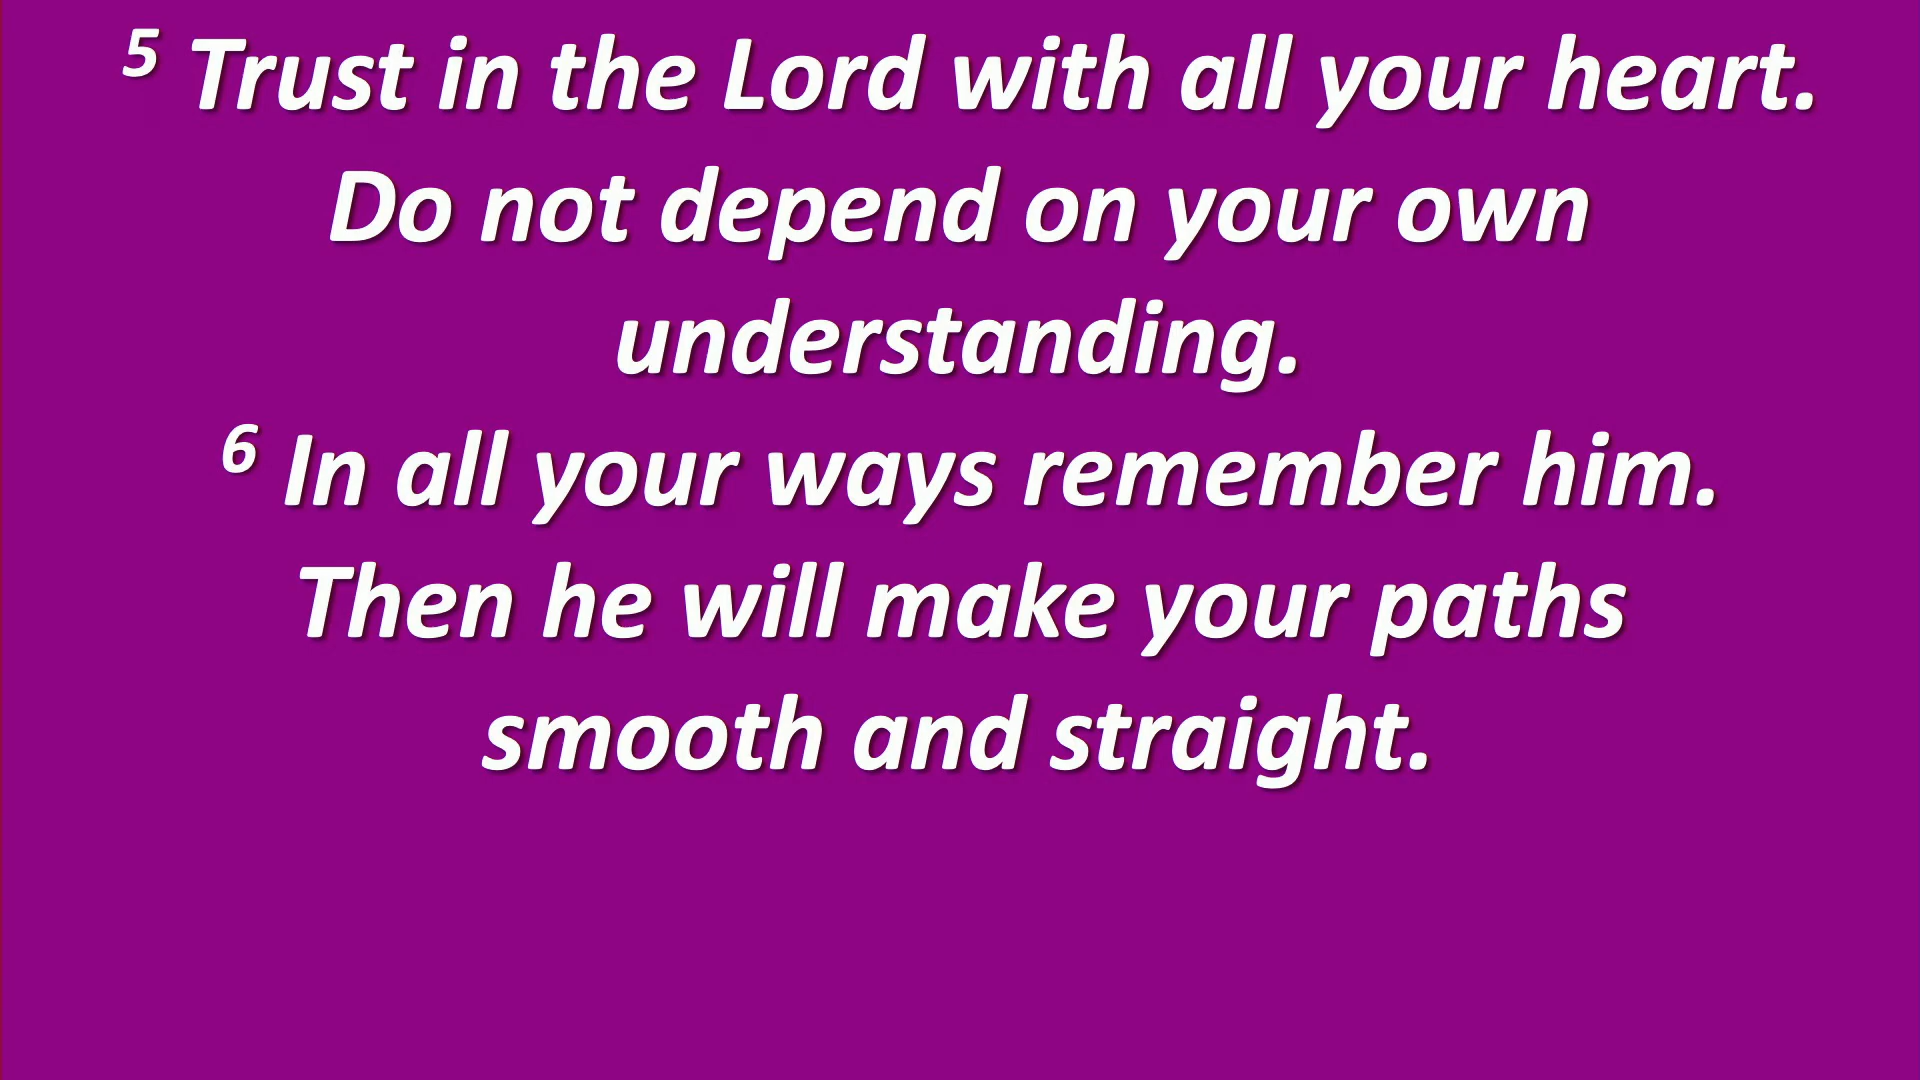 5 Trust in the Lord with all your heart.
Do not depend on your own
understanding.
6 In all your ways remember him.
Then he will make your paths
smooth and straight.